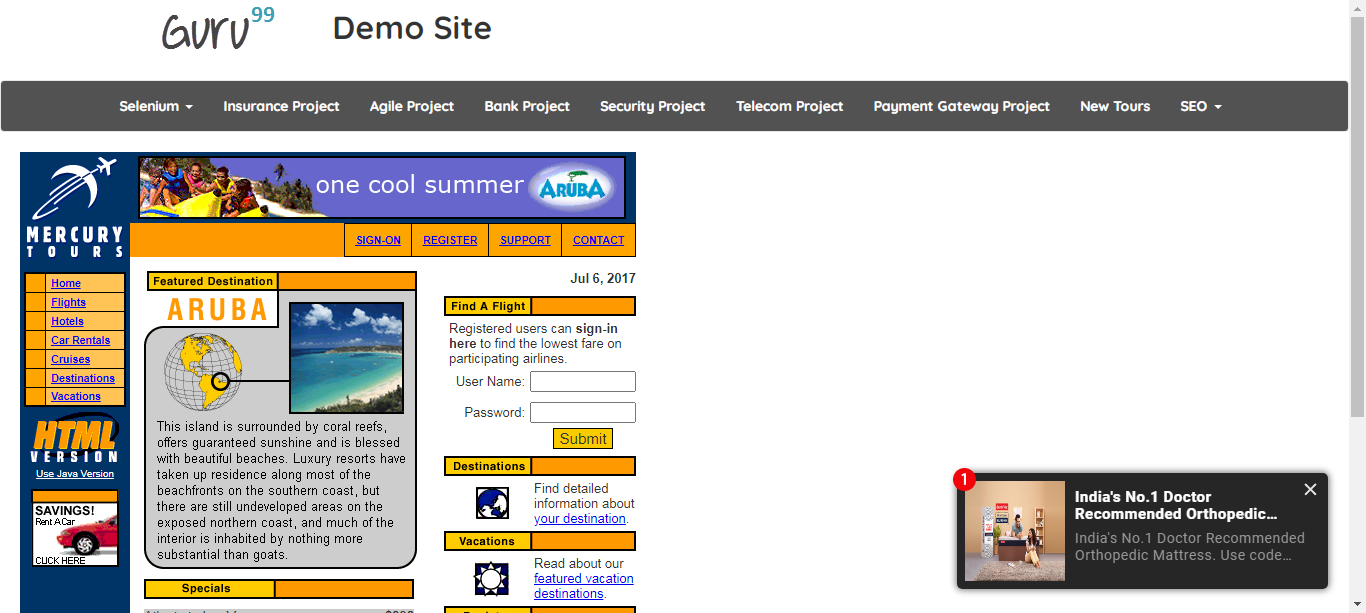 Guru99
Demo Site
Selenium
Insurance Project
Agile Project
Bank Project
Security Project
Telecom Project
Payment Gateway Project
New Tours
SEO
MERCURY
TOURS
one cool summer
ARUBA
SIGN-ON
REGISTER
SUPPORT
CONTACT
Home
Flights
Hotels
Car Rentals
Cruises
Destinations
Vacations
HTML
VERSION
Use Java Version
SAVINGS!
Rent A Car
CLICK HERE
Featured Destination
ARUBA
This island is surrounded by coral reefs,
offers guaranteed sunshine and is blessed
with beautiful beaches. Luxury resorts have
taken up residence along most of the
beachfronts on the southern coast, but
there are still undeveloped areas on the
exposed northern coast, and much of the
interior is inhabited by nothing more
substantial than goats.
Specials
Jul 6, 2017
Find A Flight
Registered users can sign-in
here to find the lowest fare on
participating airlines.
User Name:
Password:
Submit
Destinations
Find detailed
information about
your destination.
Vacations
Read about our
featured vacation
destinations.
1
India's No.1 Doctor
Recommended Orthopedic...
India's No.1 Doctor Recommended
Orthopedic Mattress. Use code...